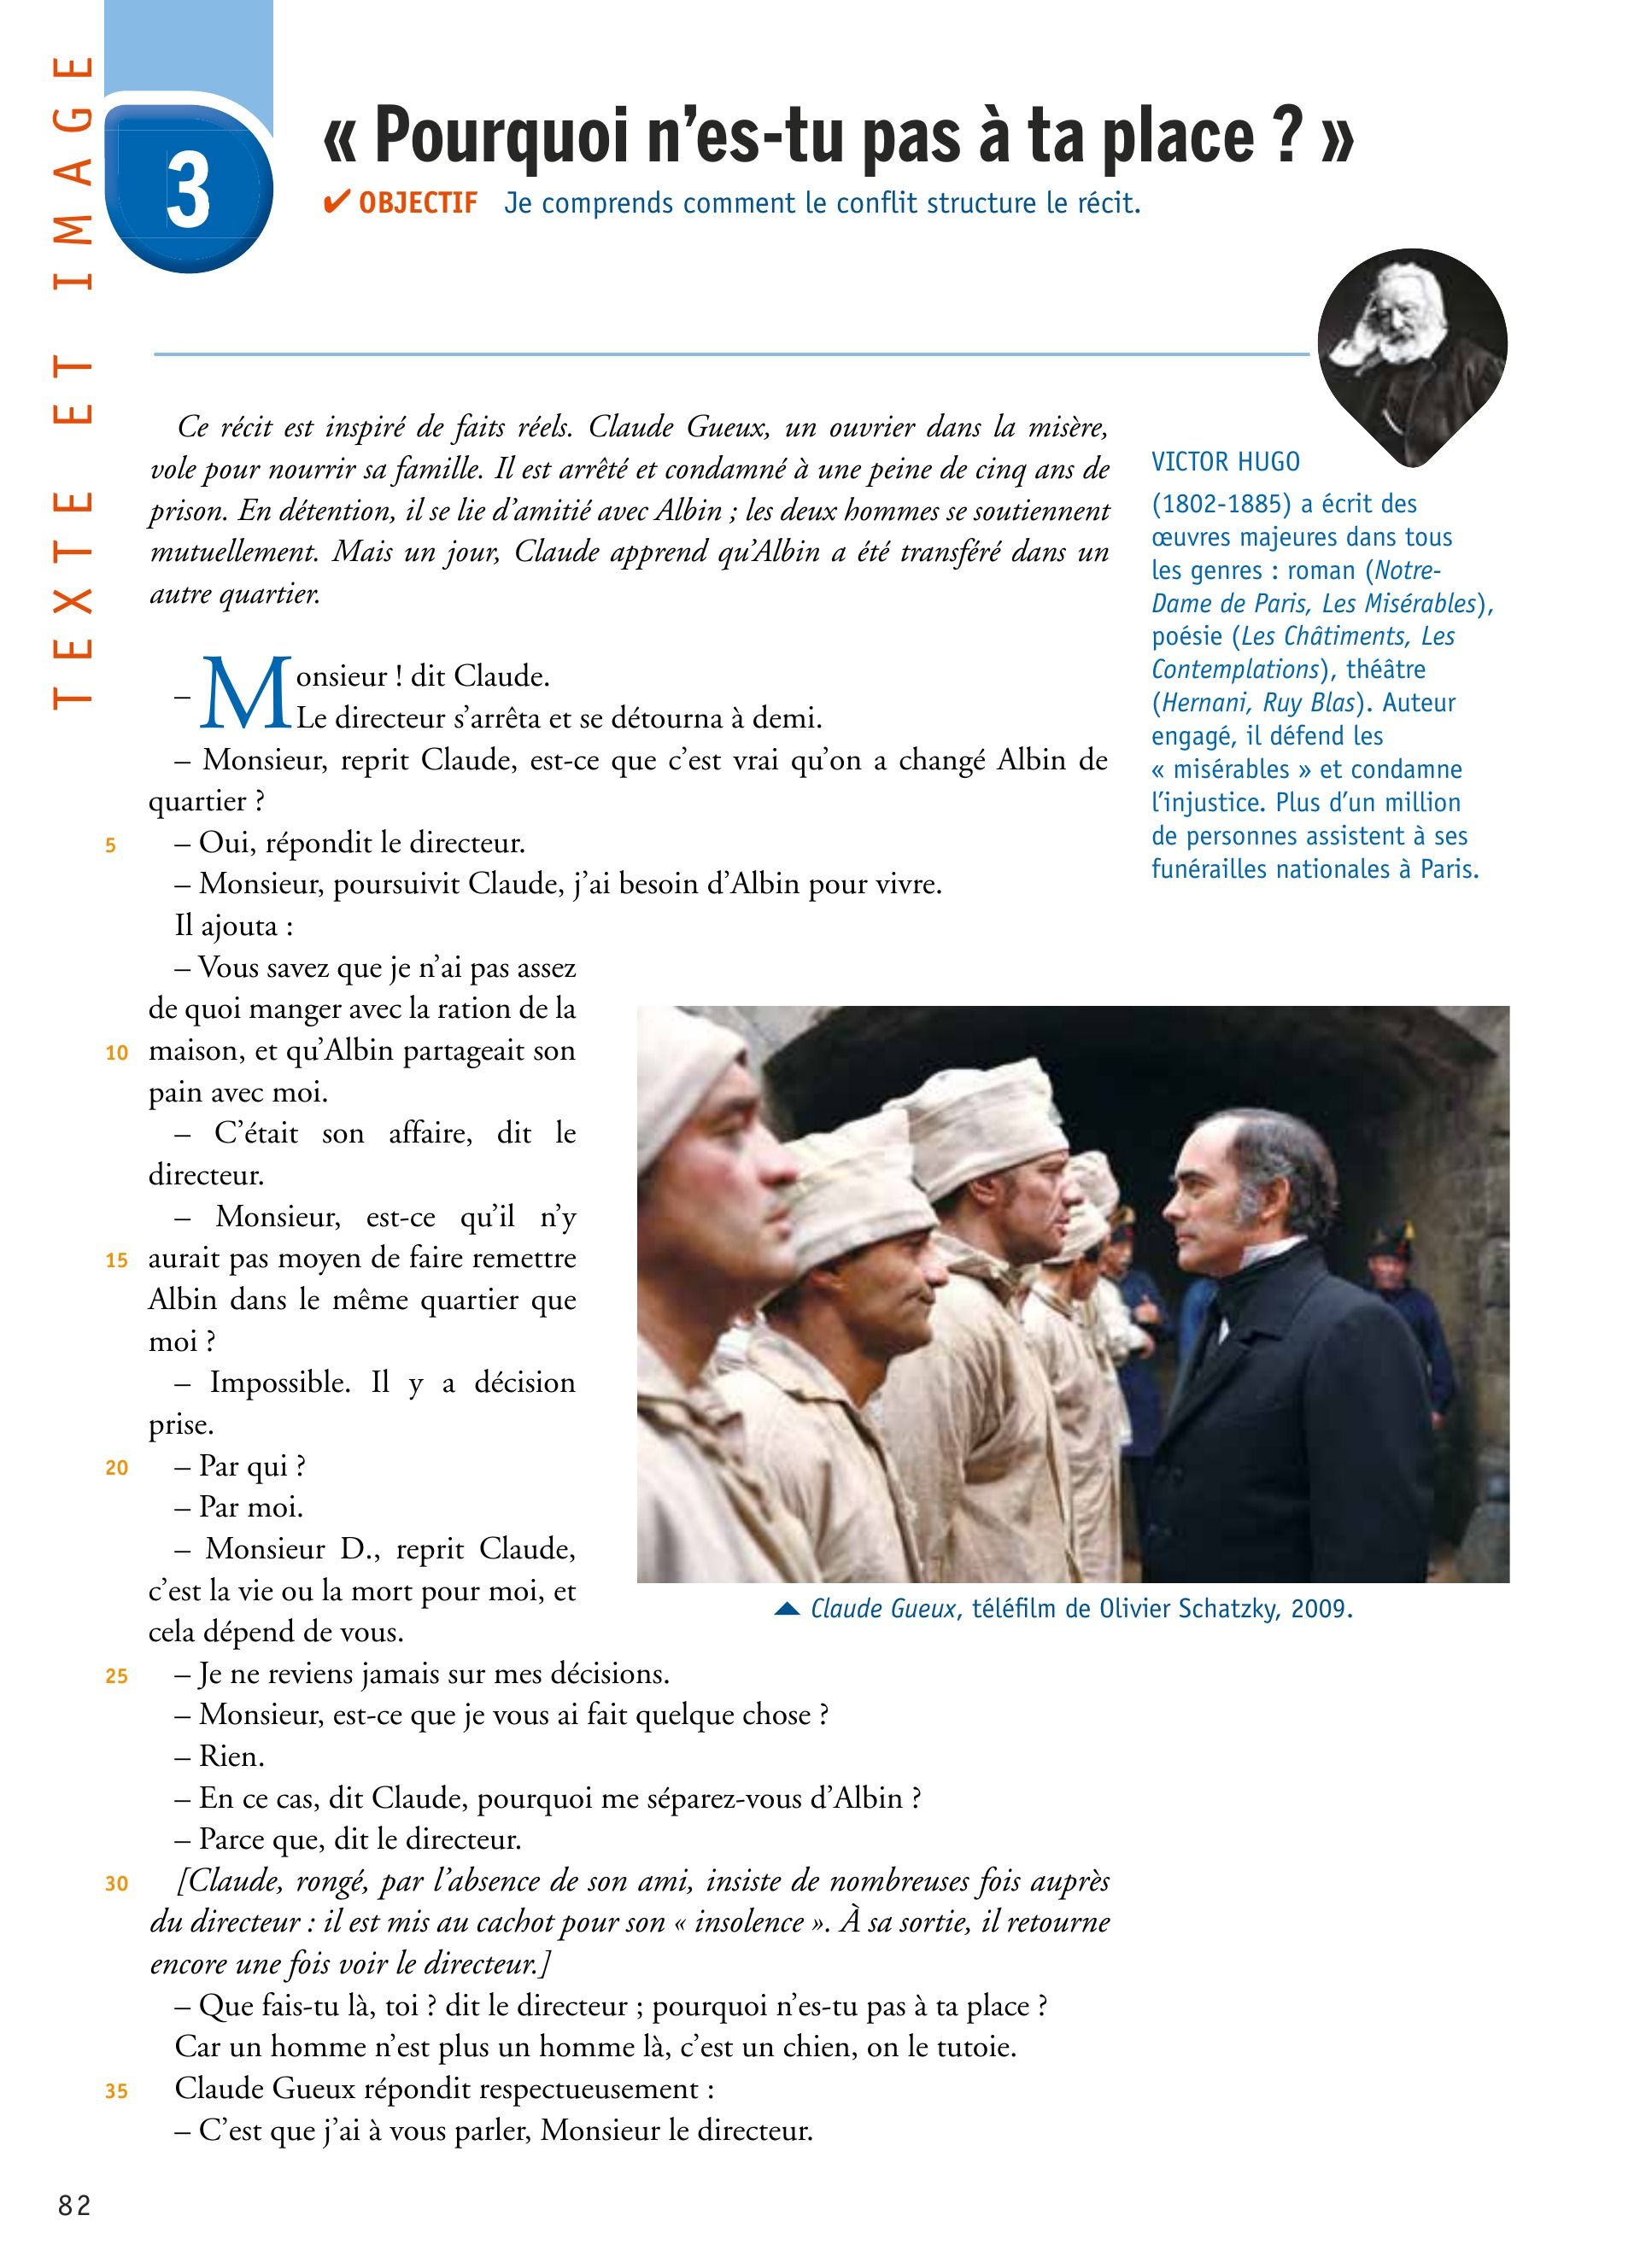 TEXTE ET IMAGE
3
« Pourquoi n’es-tu pas à ta place ? »
✔ OBJECTIF Je comprends comment le conflit structure le récit.
Ce récit est inspiré de faits réels. Claude Gueux, un ouvrier dans la misère,
vole pour nourrir sa famille. Il est arrêté et condamné à une peine de cinq ans de
prison. En détention, il se lie d’amitié avec Albin ; les deux hommes se soutiennent
mutuellement. Mais un jour, Claude apprend qu’Albin a été transféré dans un
autre quartier.
VICTOR HUGO
(1802-1885) a écrit des
œuvres majeures dans tous
les genres : roman (Notre-
Dame de Paris, Les Misérables),
poésie (Les Châtiments, Les
Contemplations), théâtre
(Hernani, Ruy Blas). Auteur
engagé, il défend les
« misérables » et condamne
l’injustice. Plus d’un million
de personnes assistent à ses
funérailles nationales à Paris.
– Monsieur ! dit Claude.
Le directeur s’arrêta et se détourna à demi.
– Monsieur, reprit Claude, est-ce que c’est vrai qu’on a changé Albin de
quartier ?
5 – Oui, répondit le directeur.
– Monsieur, poursuivit Claude, j’ai besoin d’Albin pour vivre.
Il ajouta :
– Vous savez que je n’ai pas assez
de quoi manger avec la ration de la
10 maison, et qu’Albin partageait son
pain avec moi.
– C’était son affaire, dit le
directeur.
– Monsieur, est-ce qu’il n’y
15 aurait pas moyen de faire remettre
Albin dans le même quartier que
moi ?
– Impossible. Il y a décision
prise.
20 – Par qui ?
– Par moi.
– Monsieur D., reprit Claude,
c’est la vie ou la mort pour moi, et
cela dépend de vous.
Claude Gueux, téléfilm de Olivier Schatzky, 2009.
25 – Je ne reviens jamais sur mes décisions.
– Monsieur, est-ce que je vous ai fait quelque chose ?
– Rien.
– En ce cas, dit Claude, pourquoi me séparez-vous d’Albin ?
– Parce que, dit le directeur.
30 [Claude, rongé, par l’absence de son ami, insiste de nombreuses fois auprès
du directeur : il est mis au cachot pour son « insolence ». À sa sortie, il retourne
encore une fois voir le directeur.]
– Que fais-tu là, toi ? dit le directeur ; pourquoi n’es-tu pas à ta place ?
Car un homme n’est plus un homme là, c’est un chien, on le tutoie.
35 Claude Gueux répondit respectueusement :
– C’est que j’ai à vous parler, Monsieur le directeur.
82